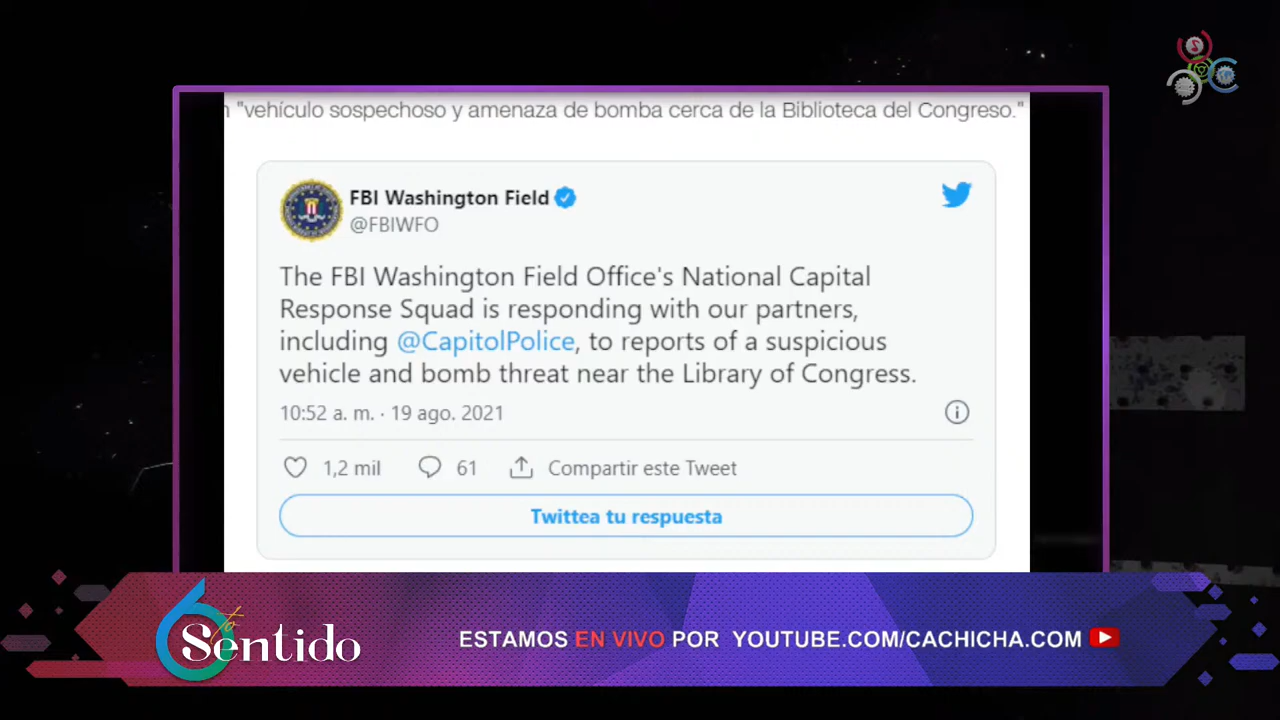 "vehículo sospechoso y amenaza de bomba cerca de la Biblioteca del Congreso."
FBI Washington Field
@FBIWFO
The FBI Washington Field Office's National Capital
Response Squad is responding with our partners,
including @CapitolPolice, to reports of a suspicious
vehicle and bomb threat near the Library of Congress.
10:52 a. m. · 19 ago. 2021
1,2 mil 61 Compartir este Tweet
Twittea tu respuesta
6to Sentido
ESTAMOS EN VIVO POR YOUTUBE.COM/CACHICHA.COM